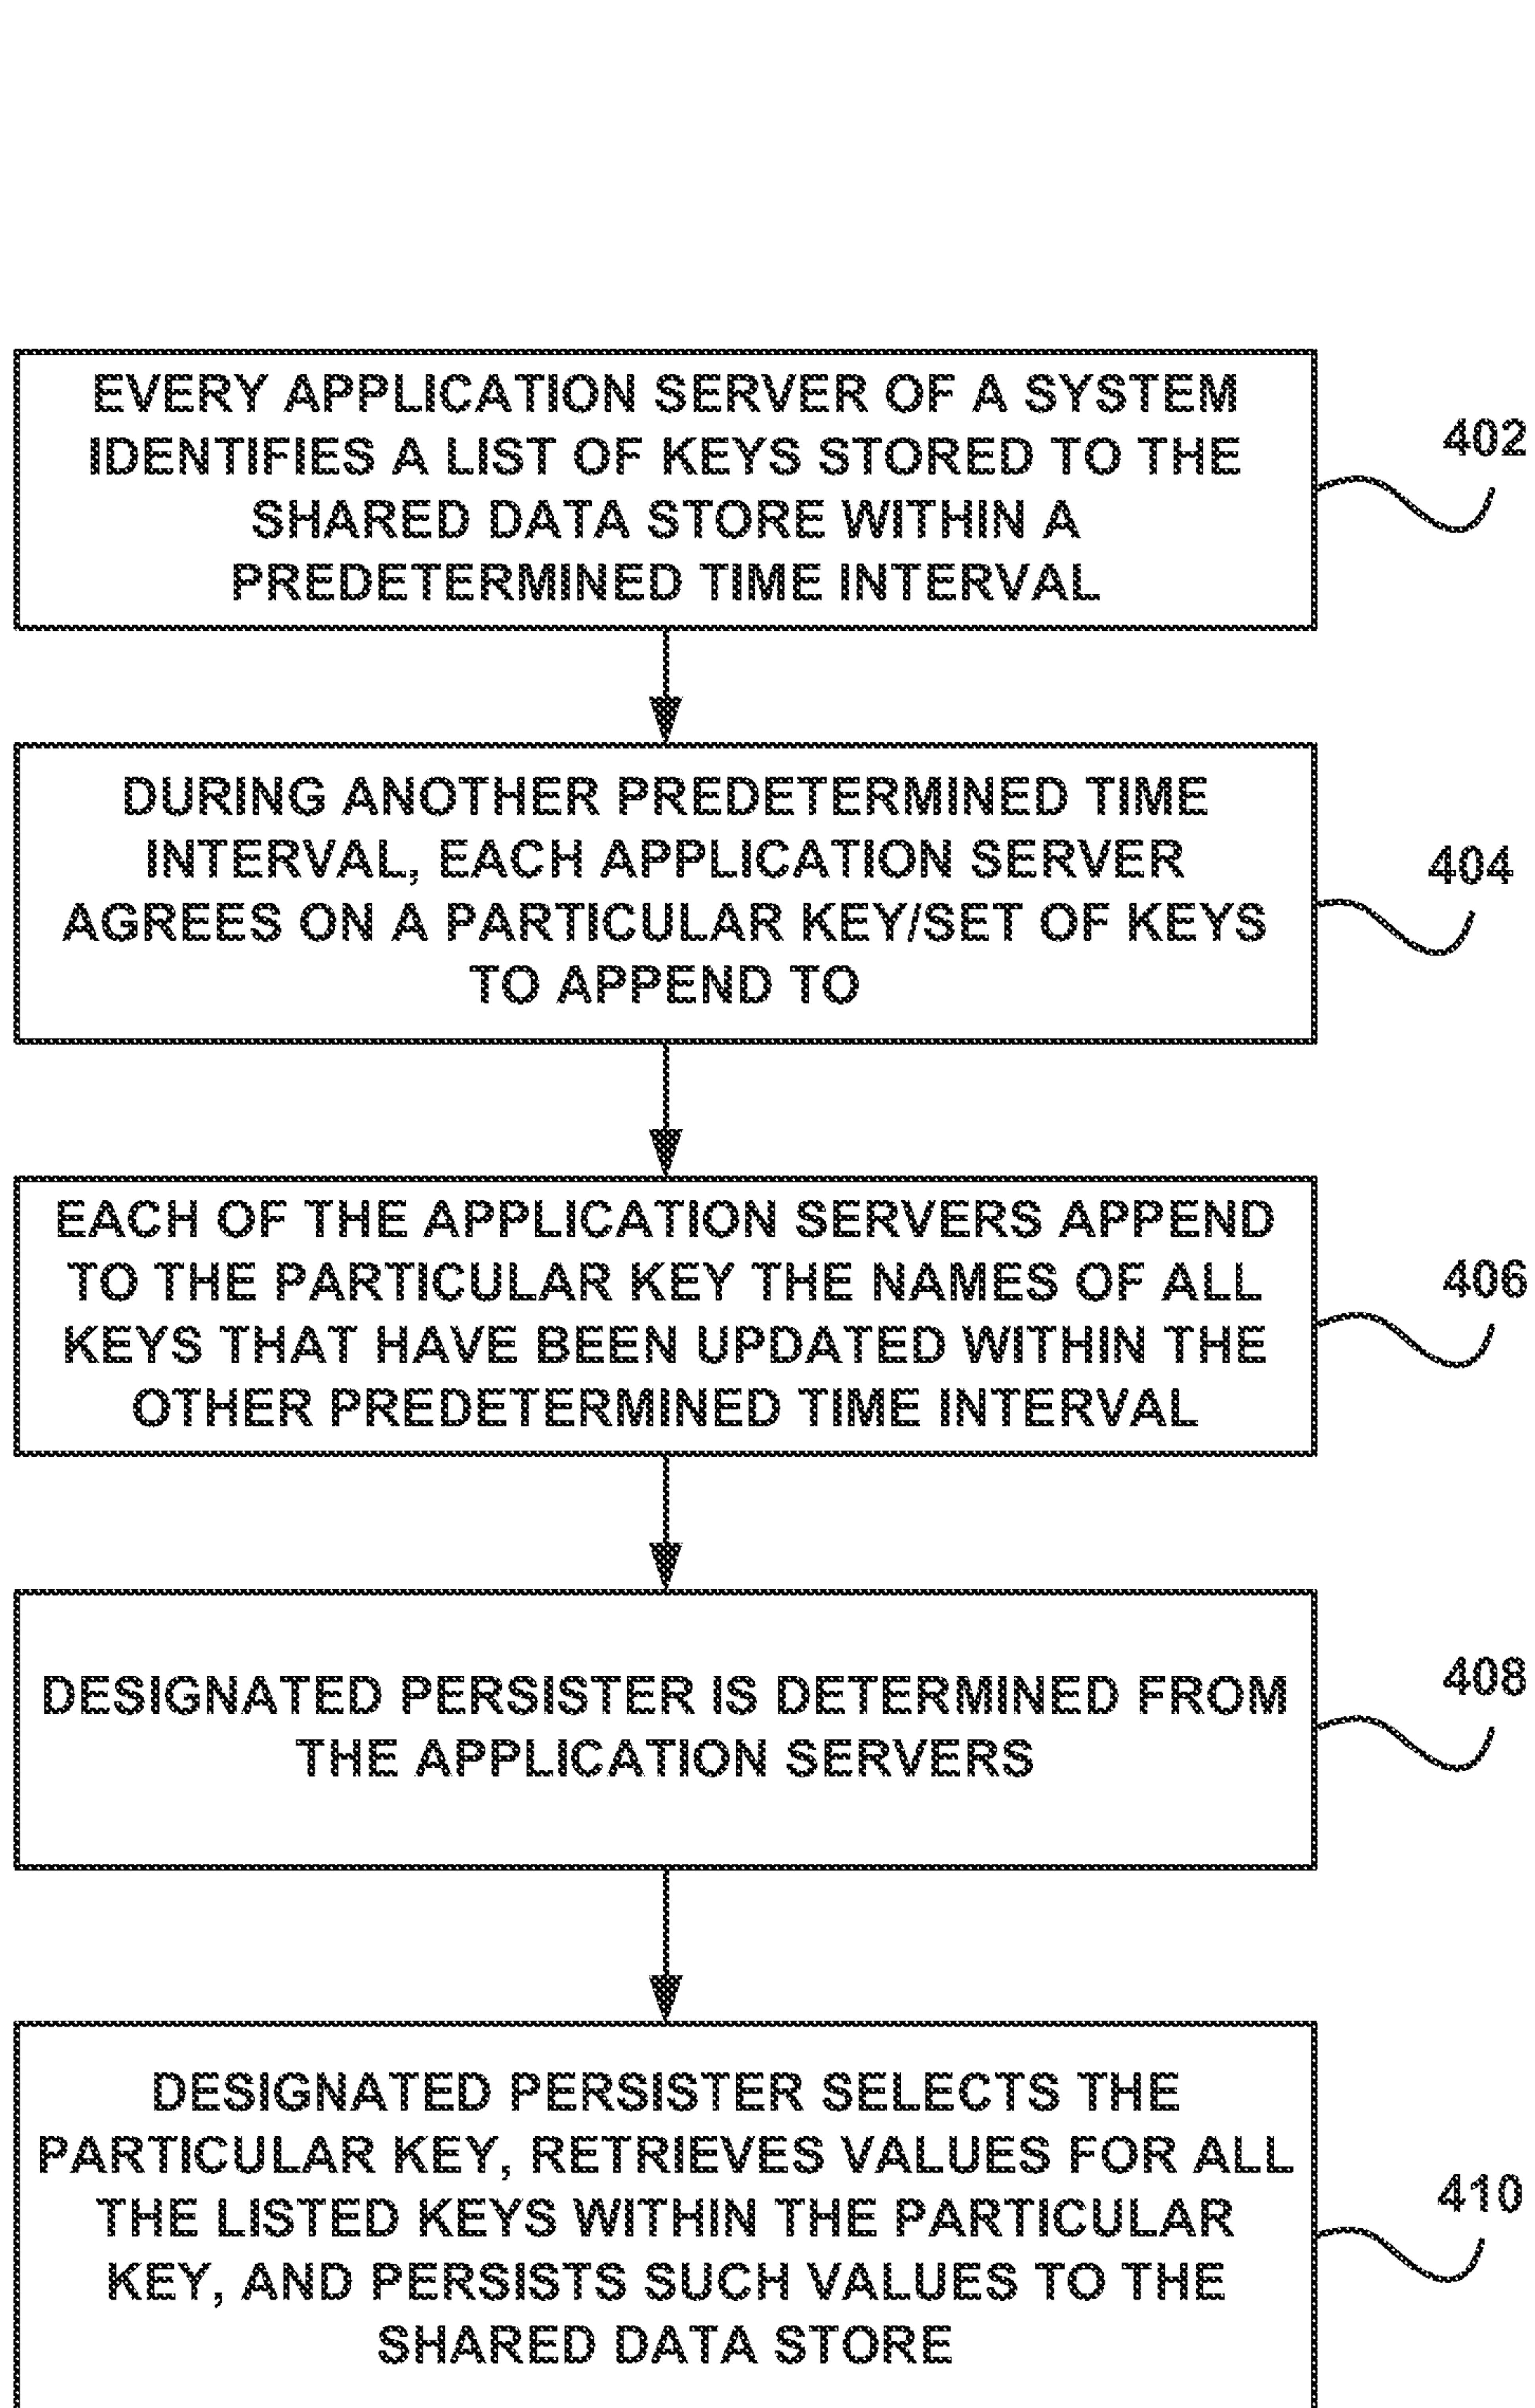 EVERY APPLICATION SERVER OF A SYSTEM
IDENTIFIES A LIST OF KEYS STORED TO THE
SHARED DATA STORE WITHIN A
PREDETERMINED TIME INTERVAL
402
DURING ANOTHER PREDETERMINED TIME
INTERVAL, EACH APPLICATION SERVER
AGREES ON A PARTICULAR KEY/SET OF KEYS
TO APPEND TO
404
EACH OF THE APPLICATION SERVERS APPEND
TO THE PARTICULAR KEY THE NAMES OF ALL
KEYS THAT HAVE BEEN UPDATED WITHIN THE
OTHER PREDETERMINED TIME INTERVAL
406
DESIGNATED PERSISTER IS DETERMINED FROM
THE APPLICATION SERVERS
408
DESIGNATED PERSISTER SELECTS THE
PARTICULAR KEY, RETRIEVES VALUES FOR ALL
THE LISTED KEYS WITHIN THE PARTICULAR
KEY, AND PERSISTS SUCH VALUES TO THE
SHARED DATA STORE
410